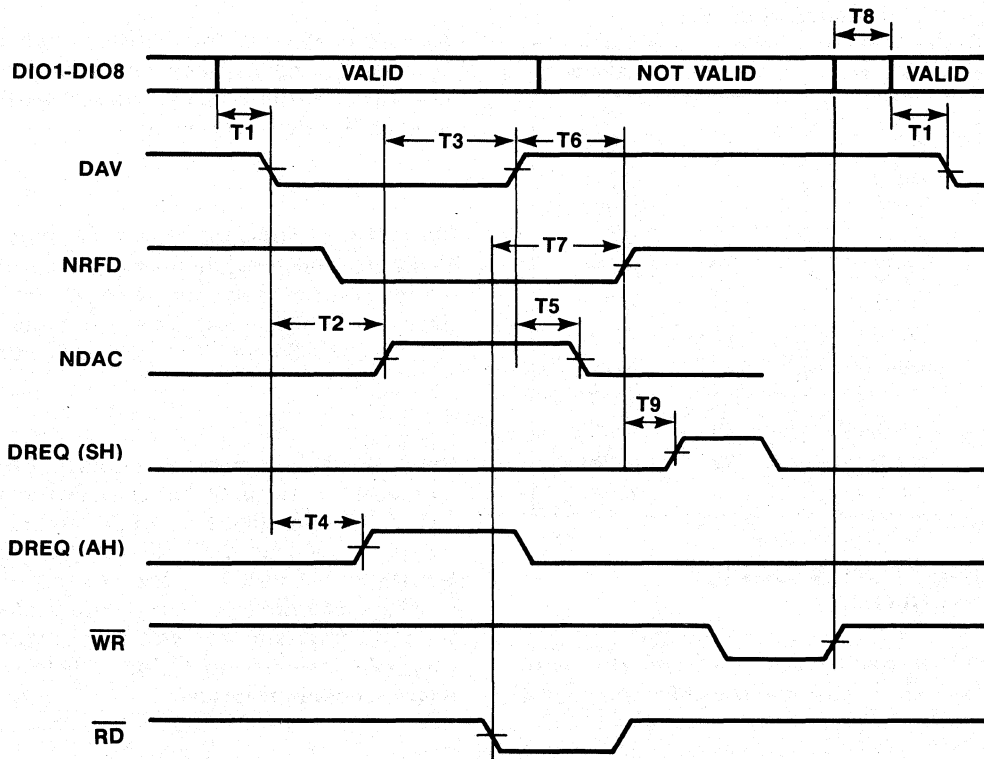 T8
DIO1-DIO8 VALID NOT VALID VALID
T1 T3 T6 T1
DAV
T7
NRFD
T2 T5
NDAC
T9
DREQ (SH)
T4
DREQ (AH)
WR
RD